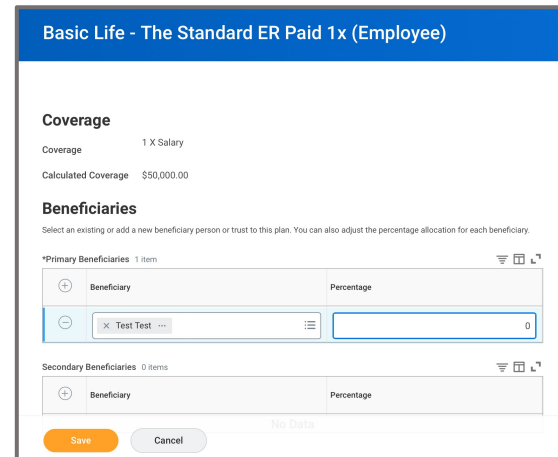 Basic Life - The Standard ER Paid 1x (Employee)
Coverage
Coverage 1 X Salary
Calculated Coverage $50,000.00
Beneficiaries
Select an existing or add a new beneficiary person or trust to this plan. You can also adjust the percentage allocation for each beneficiary.
*Primary Beneficiaries 1 item
Beneficiary Percentage
× Test Test ... 0
Secondary Beneficiaries 0 items
Beneficiary Percentage
No Data
Save Cancel